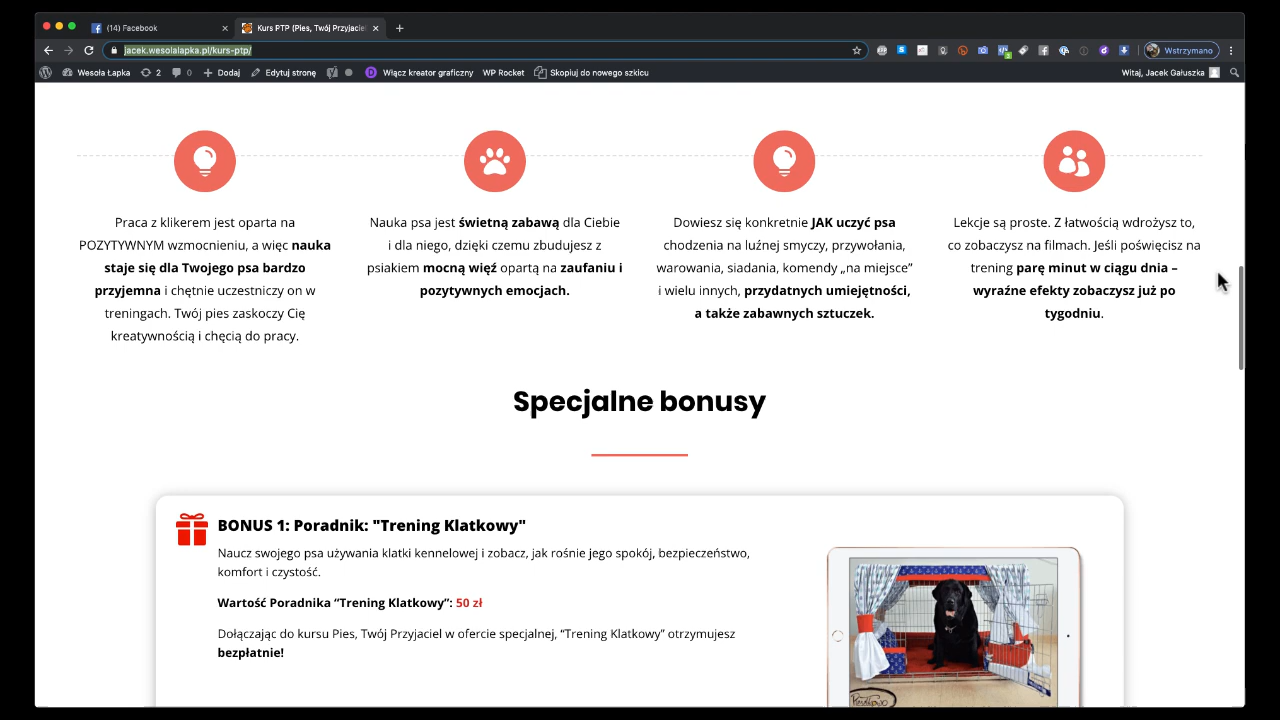 (14) Facebook
Kurs PTP (Pies, Twój Przyjaciel
jacek.wesolalapka.pl/kurs-ptp/
Wstrzymano
Wesoła Łapka
2
0
Dodaj
Edytuj stronę
Włącz kreator graficzny
WP Rocket
Skopiuj do nowego szkicu
Witaj, Jacek Gałuszka
Praca z klikerem jest oparta na
POZYTYWNYM wzmocnieniu, a więc nauka
staje się dla Twojego psa bardzo
przyjemna i chętnie uczestniczy on w
treningach. Twój pies zaskoczy Cię
kreatywnością i chęcią do pracy.
Nauka psa jest świetną zabawą dla Ciebie
i dla niego, dzięki czemu zbudujesz z
psiakiem mocną więź opartą na zaufaniu i
pozytywnych emocjach.
Dowiesz się konkretnie JAK uczyć psa
chodzenia na luźnej smyczy, przywołania,
warowania, siadania, komendy „na miejsce”
i wielu innych, przydatnych umiejętności,
a także zabawnych sztuczek.
Lekcje są proste. Z łatwością wdrożysz to,
co zobaczysz na filmach. Jeśli poświęcisz na
trening parę minut w ciągu dnia –
wyraźne efekty zobaczysz już po
tygodniu.
Specjalne bonusy
BONUS 1: Poradnik: "Trening Klatkowy"
Naucz swojego psa używania klatki kennelowej i zobacz, jak rośnie jego spokój, bezpieczeństwo,
komfort i czystość.
Wartość Poradnika “Trening Klatkowy”: 50 zł
Dołączając do kursu Pies, Twój Przyjaciel w ofercie specjalnej, “Trening Klatkowy” otrzymujesz
bezpłatnie!